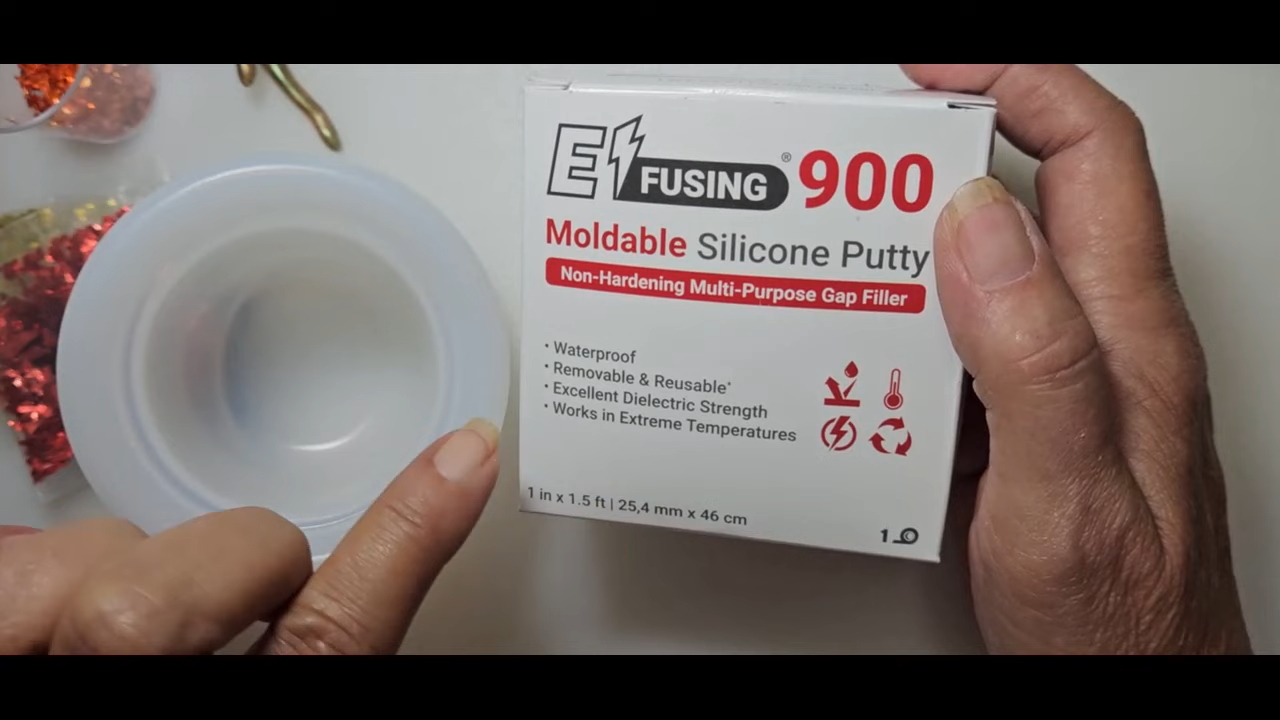 EI FUSING® 900
Moldable Silicone Putty
Non-Hardening Multi-Purpose Gap Filler
• Waterproof
• Removable & Reusable*
• Excellent Dielectric Strength
• Works in Extreme Temperatures
1 in x 1.5 ft | 25,4 mm x 46 cm
1